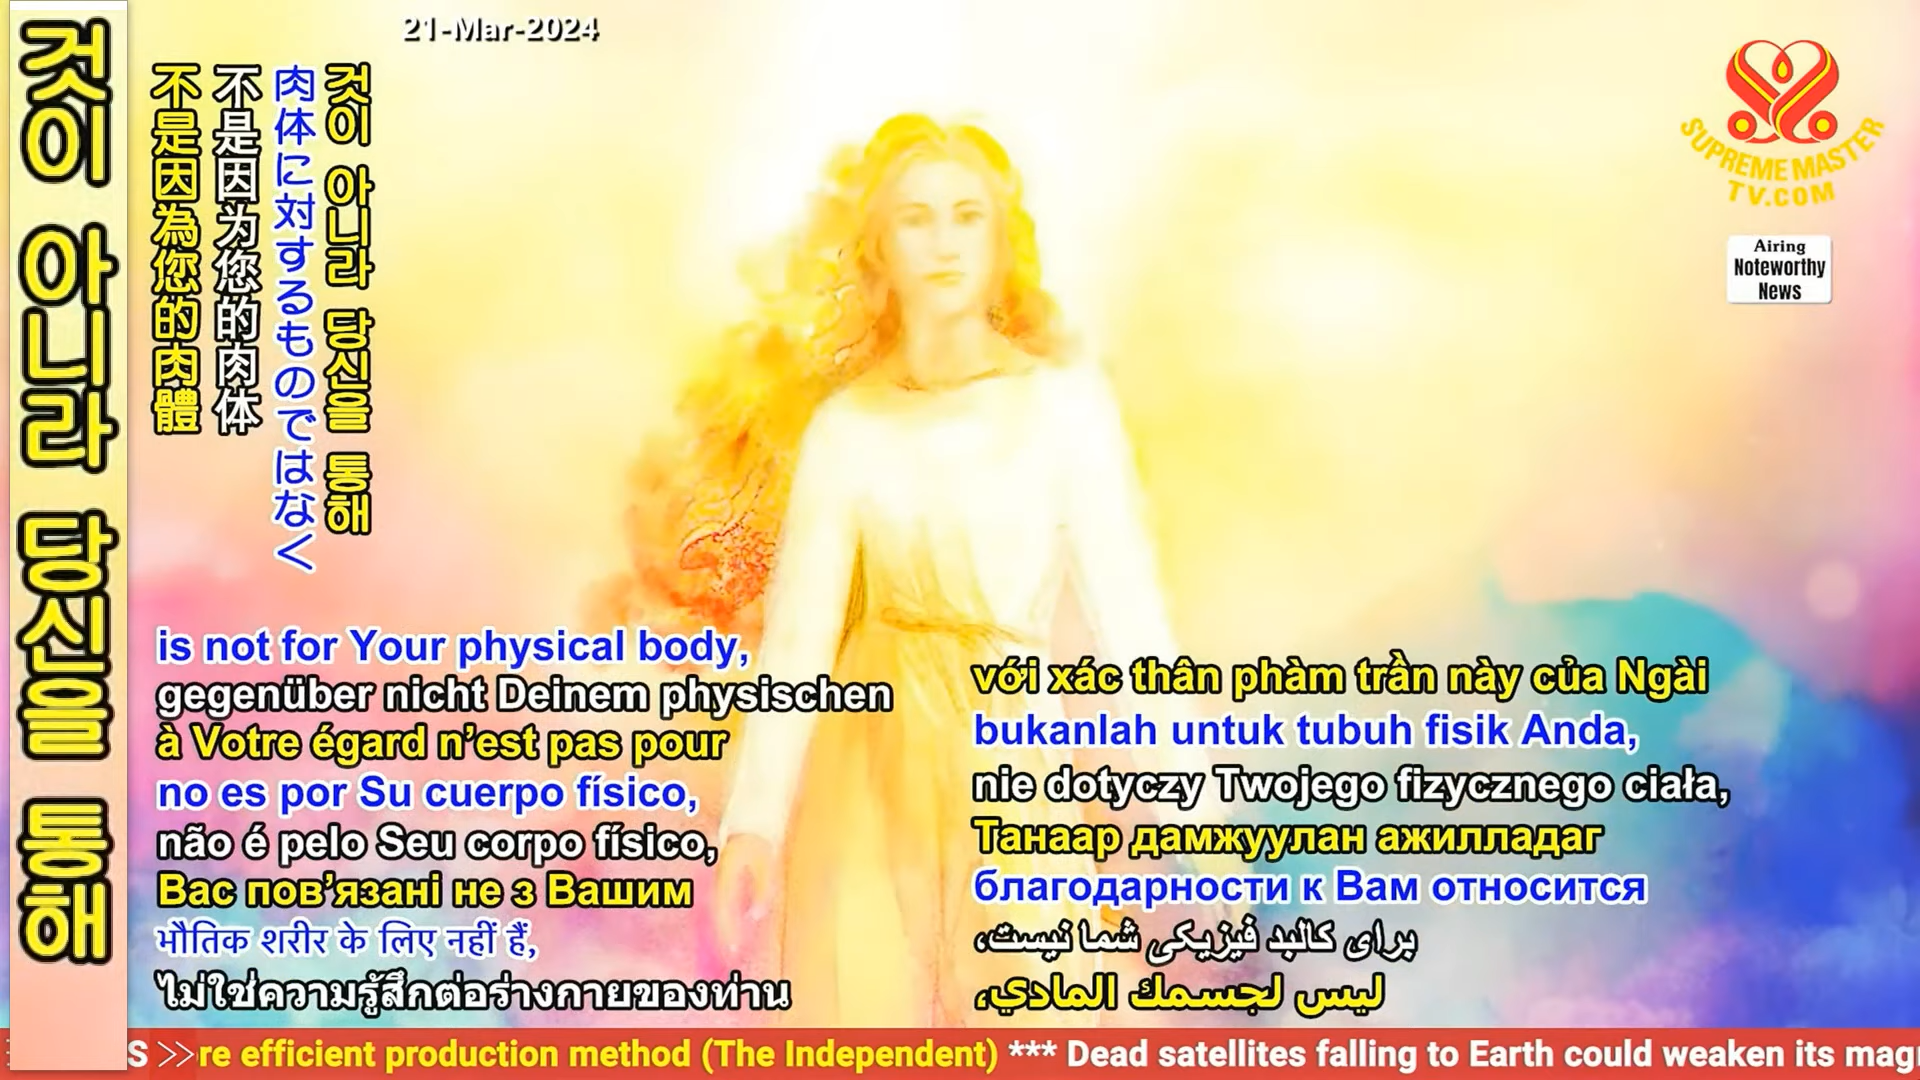 21-Mar-2024
것이 아니라 당신을 통해
不是因為您的肉體
不是因为您的肉体
肉体に対するものではなく
것이 아니라 당신을 통해
SUPREME MASTER
TV.COM
Airing
Noteworthy
News
is not for Your physical body,
gegenüber nicht Deinem physischen
à Votre égard n’est pas pour
no es por Su cuerpo físico,
não é pelo Seu corpo físico,
Вас пов’язані не з Вашим
भौतिक शरीर के लिए नहीं हैं,
ไม่ใช่ความรู้สึกต่อร่างกายของท่าน
với xác thân phàm trần này của Ngài
bukanlah untuk tubuh fisik Anda,
nie dotyczy Twojego fizycznego ciała,
Танаар дамжуулан ажилладаг
благодарности к Вам относится
برای کالبد فیزیکی شما نیست،
ليس لجسمك المادي،
S >> re efficient production method (The Independent) *** Dead satellites falling to Earth could weaken its mag